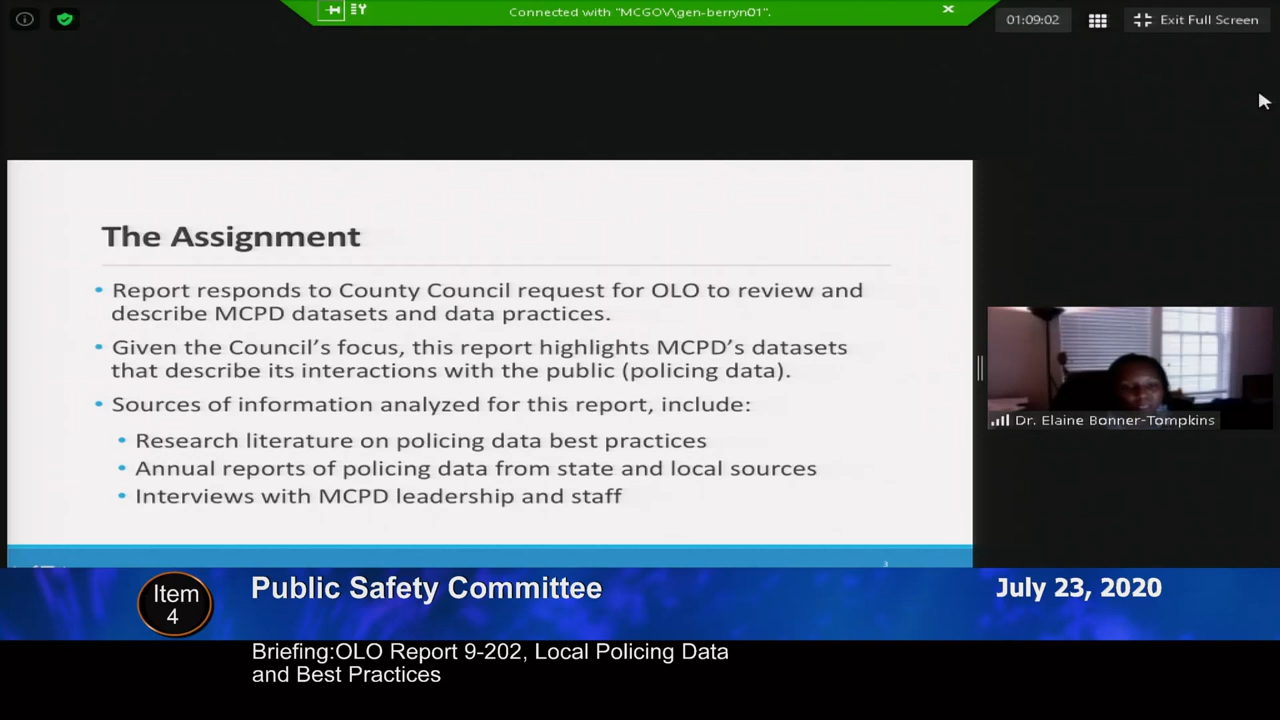 Connected with "MCGOV\gen-berryn01".
01:09:02
Exit Full Screen
The Assignment
• Report responds to County Council request for OLO to review and
describe MCPD datasets and data practices.
• Given the Council's focus, this report highlights MCPD's datasets
that describe its interactions with the public (policing data).
• Sources of information analyzed for this report, include:
• Research literature on policing data best practices
• Annual reports of policing data from state and local sources
• Interviews with MCPD leadership and staff
Dr. Elaine Bonner-Tompkins
Item
4
Public Safety Committee
July 23, 2020
Briefing:OLO Report 9-202, Local Policing Data
and Best Practices